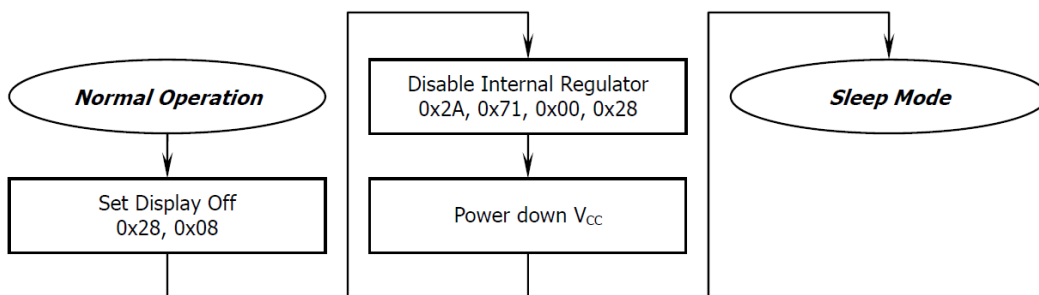 Normal Operation
Set Display Off
0x28, 0x08
Disable Internal Regulator
0x2A, 0x71, 0x00, 0x28
Power down VCC
Sleep Mode